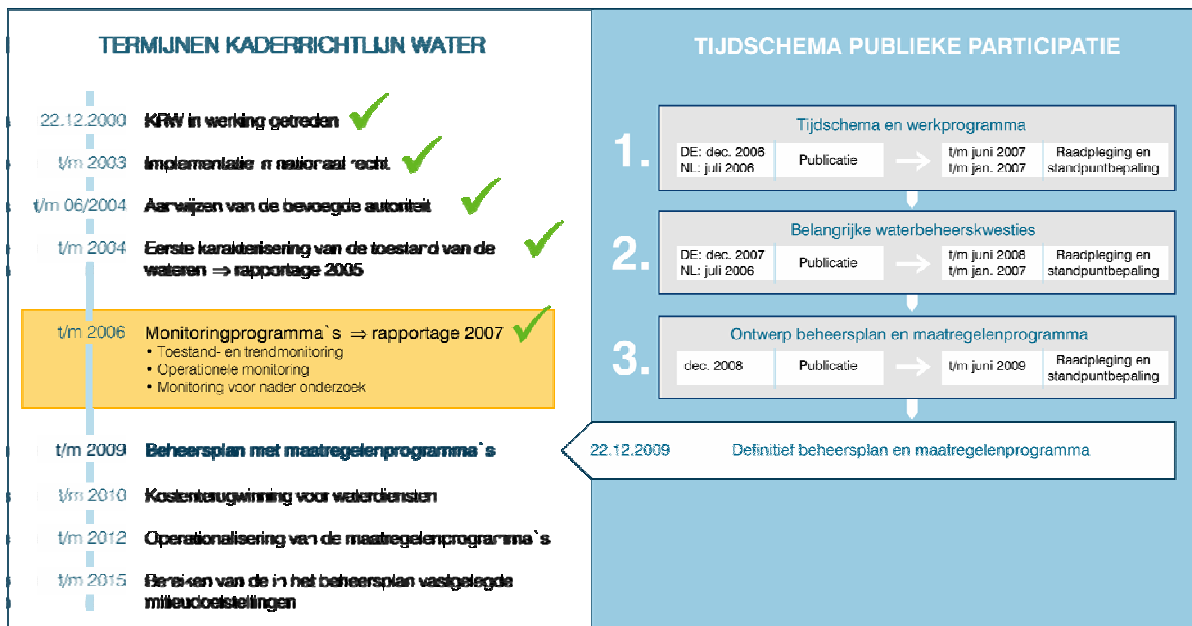 TERMIJNEN KADERRICHTLIJN WATER
22.12.2000 KRW in werking getreden
t/m 2003 Implementatie in nationaal recht
t/m 06/2004 Aanwijzen van de bevoegde autoriteit
t/m 2004 Eerste karakterisering van de toestand van de
wateren ⇒ rapportage 2005
t/m 2006 Monitoringprogramma`s ⇒ rapportage 2007
• Toestand- en trendmonitoring
• Operationele monitoring
• Monitoring voor nader onderzoek
t/m 2009 Beheersplan met maatregelenprogramma`s
t/m 2010 Kostenterugwinning voor waterdiensten
t/m 2012 Operationalisering van de maatregelenprogramma`s
t/m 2015 Bereiken van de in het beheersplan vastgelegde
milieudoelstellingen
TIJDSCHEMA PUBLIEKE PARTICIPATIE
1.
Tijdschema en werkprogramma
DE: dec. 2006
NL: juli 2006
Publicatie
t/m juni 2007
t/m jan. 2007
Raadpleging en
standpuntbepaling
2.
Belangrijke waterbeheerskwesties
DE: dec. 2007
NL: juli 2006
Publicatie
t/m juni 2008
t/m jan. 2007
Raadpleging en
standpuntbepaling
3.
Ontwerp beheersplan en maatregelenprogramma
dec. 2008
Publicatie
t/m juni 2009
Raadpleging en
standpuntbepaling
22.12.2009 Definitief beheersplan en maatregelenprogramma